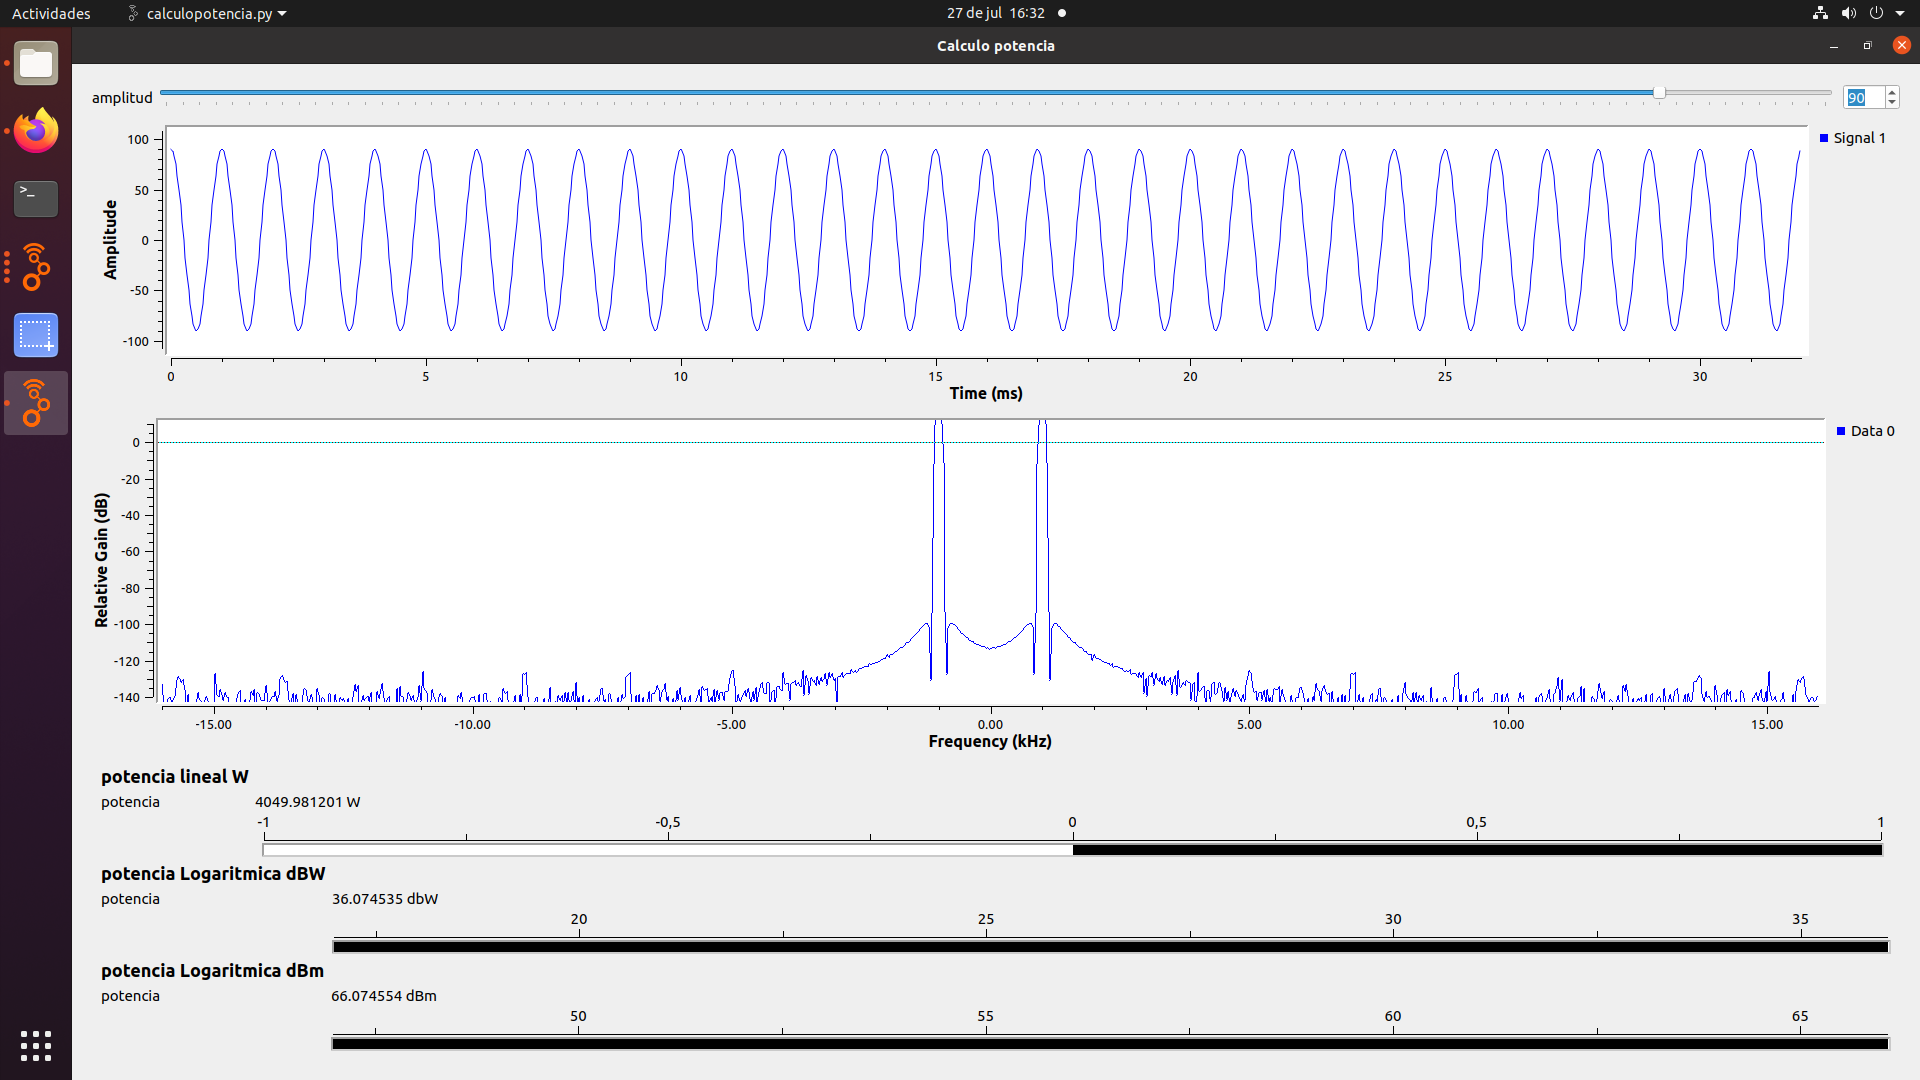 Actividades calculopotencia.py 27 de jul 16:32
Calculo potencia
amplitud 90
Signal 1
Amplitude
100
50
0
-50
-100
0 5 10 15 20 25 30
Time (ms)
Data 0
Relative Gain (dB)
0
-20
-40
-60
-80
-100
-120
-140
-15.00 -10.00 -5.00 0.00 5.00 10.00 15.00
Frequency (kHz)
potencia lineal W
potencia 4049.981201 W
-1 -0,5 0 0,5 1
potencia Logaritmica dBW
potencia 36.074535 dbW
20 25 30 35
potencia Logaritmica dBm
potencia 66.074554 dBm
50 55 60 65